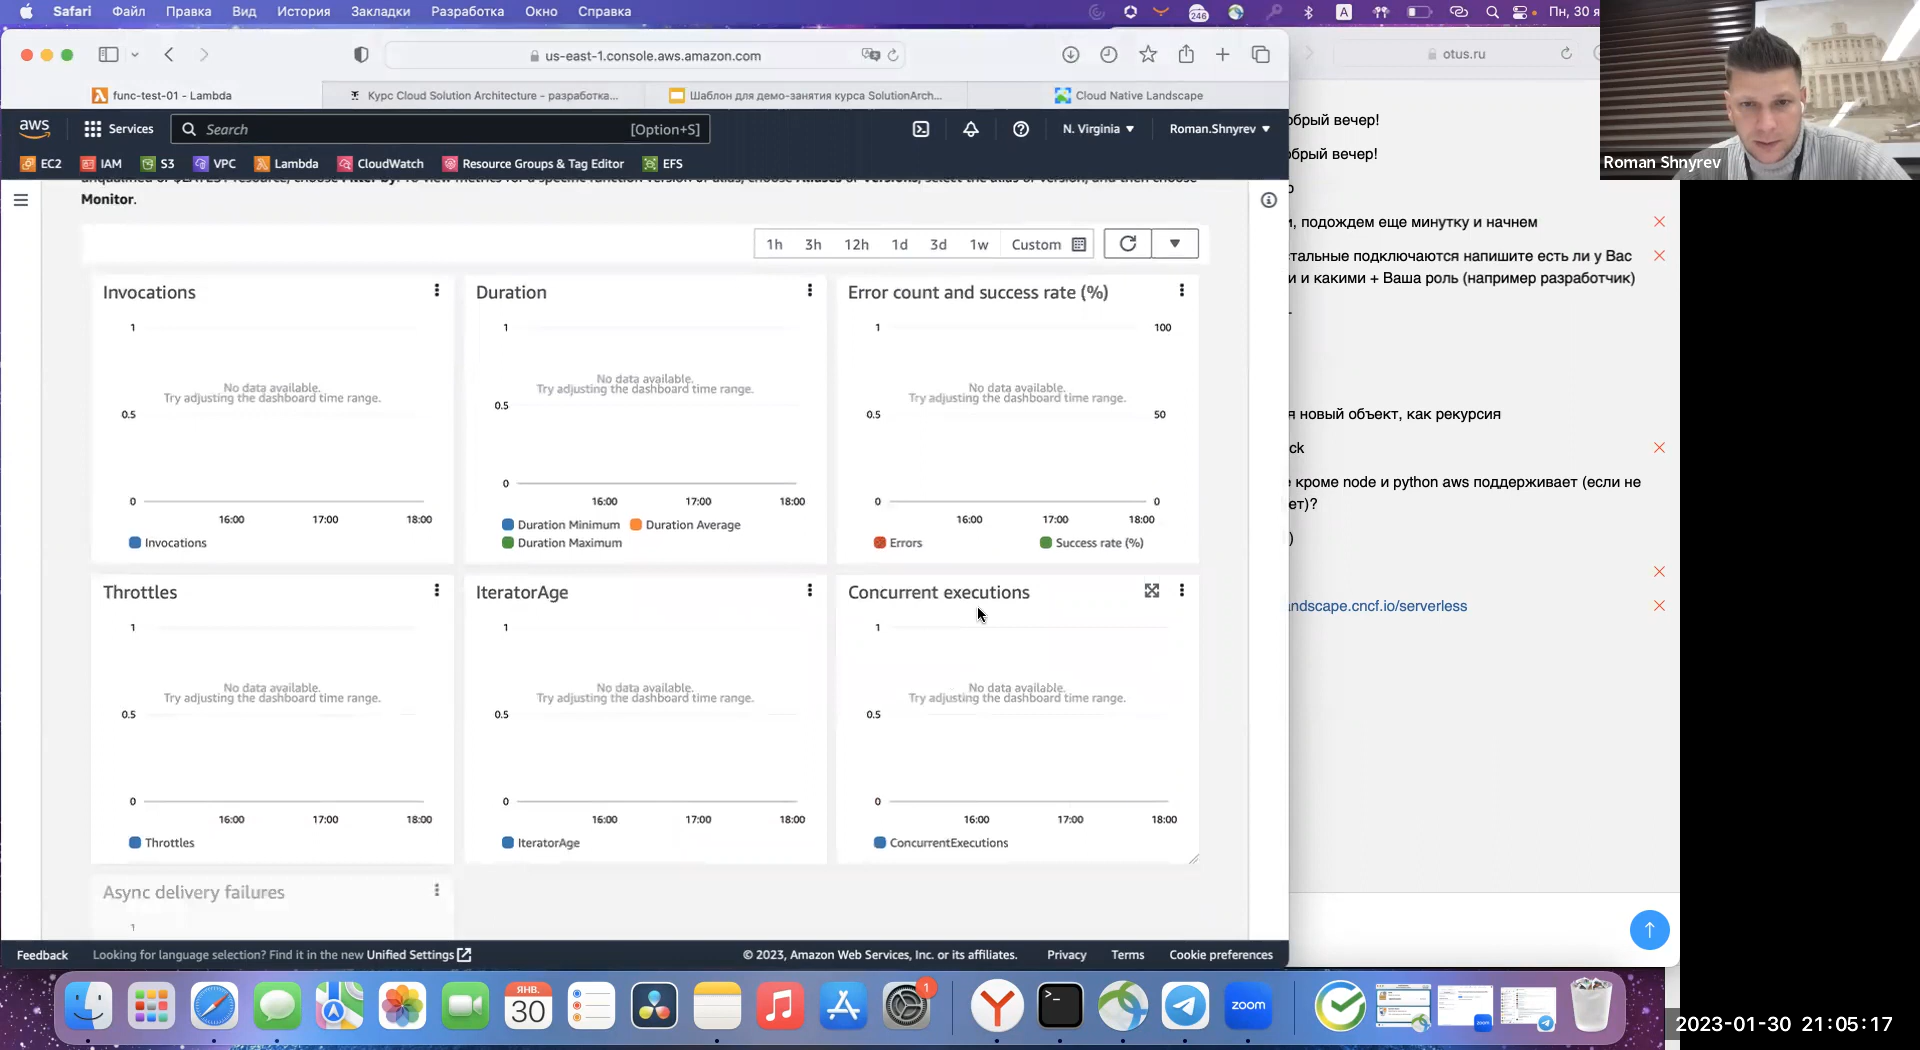 Safari Файл Правка Вид История Закладки Разработка Окно Справка
246 A Пн, 30 я
us-east-1.console.aws.amazon.com
otus.ru
func-test-01 – Lambda
Курс Cloud Solution Architecture – разработка...
Шаблон для демо-занятия курса SolutionArch...
Cloud Native Landscape
aws Services Search [Option+S] N. Virginia Roman.Shnyrev
EC2 IAM S3 VPC Lambda CloudWatch Resource Groups & Tag Editor EFS
Monitor.
1h 3h 12h 1d 3d 1w Custom
Invocations
1
No data available.
Try adjusting the dashboard time range.
0.5
0
16:00 17:00 18:00
Invocations
Duration
1
No data available.
Try adjusting the dashboard time range.
0.5
0
16:00 17:00 18:00
Duration Minimum Duration Average
Duration Maximum
Error count and success rate (%)
1 100
No data available.
Try adjusting the dashboard time range.
0.5 50
0 0
16:00 17:00 18:00
Errors Success rate (%)
Throttles
1
No data available.
Try adjusting the dashboard time range.
0.5
0
16:00 17:00 18:00
Throttles
IteratorAge
1
No data available.
Try adjusting the dashboard time range.
0.5
0
16:00 17:00 18:00
IteratorAge
Concurrent executions
1
No data available.
Try adjusting the dashboard time range.
0.5
0
16:00 17:00 18:00
ConcurrentExecutions
Async delivery failures
1
Feedback Looking for language selection? Find it in the new Unified Settings © 2023, Amazon Web Services, Inc. or its affiliates. Privacy Terms Cookie preferences
обрый вечер!
обрый вечер!
о
и, подождем еще минутку и начнем
стальные подключаются напишите есть ли у Вас
и и какими + Ваша роль (например разработчик)
я новый объект, как рекурсия
ck
е кроме node и python aws поддерживает (если не
ет)?
)
andscape.cncf.io/serverless
Roman Shnyrev
ЯНВ.
30
1
zoom
2023-01-30 21:05:17